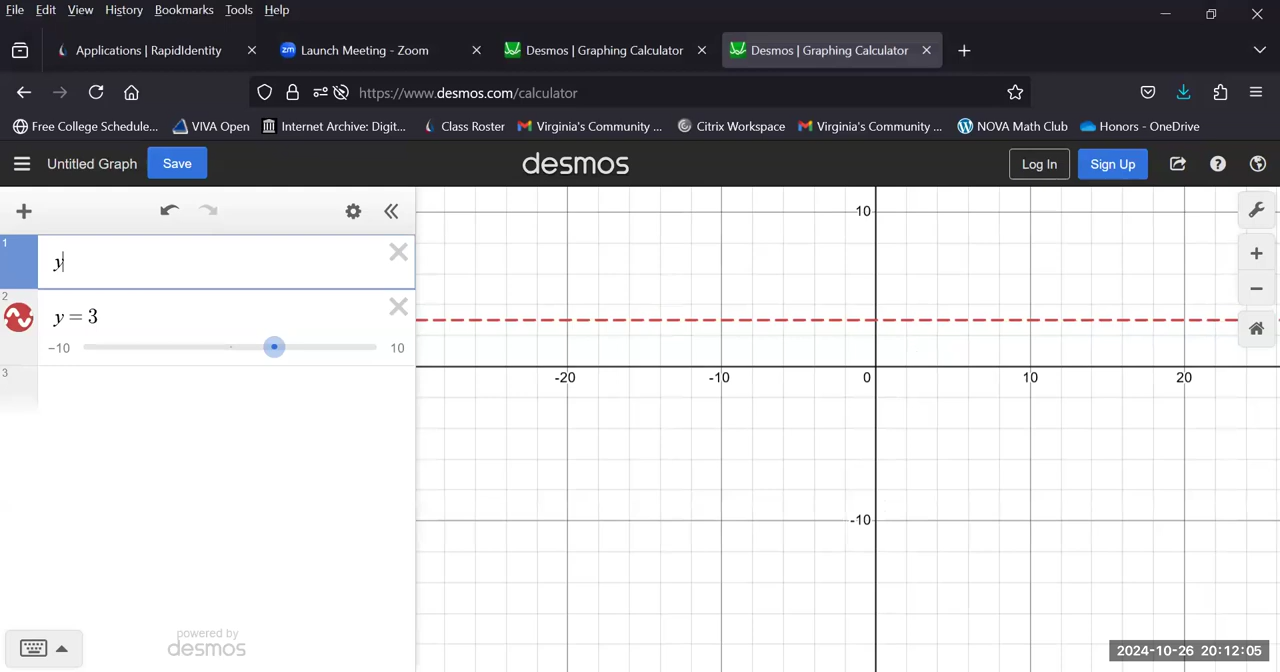 File Edit View History Bookmarks Tools Help
Applications | RapidIdentity
zm Launch Meeting - Zoom
Desmos | Graphing Calculator
Desmos | Graphing Calculator
https://www.desmos.com/calculator
Free College Schedule...
VIVA Open
Internet Archive: Digit...
Class Roster
Virginia's Community ...
Citrix Workspace
Virginia's Community ...
NOVA Math Club
Honors - OneDrive
Untitled Graph
Save
desmos
Log In
Sign Up
1
y
2
y = 3
-10
10
3
powered by
desmos
10
-20
-10
0
10
20
-10
2024-10-26 20:12:05